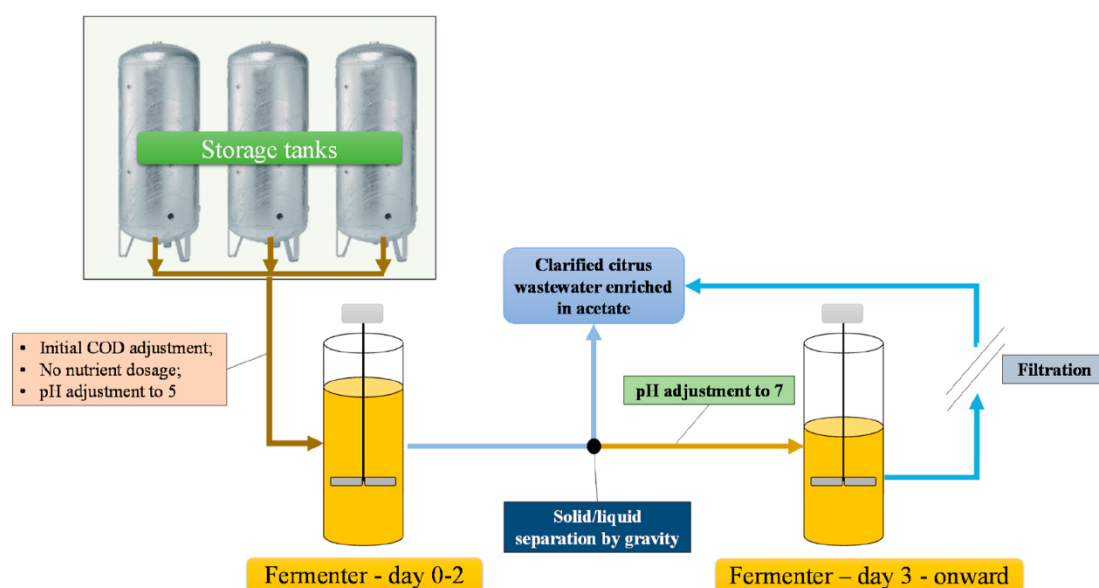 Storage tanks
Clarified citrus
wastewater enriched
in acetate
▪ Initial COD adjustment;
▪ No nutrient dosage;
▪ pH adjustment to 5
pH adjustment to 7
Filtration
Solid/liquid
separation by gravity
Fermenter - day 0-2
Fermenter – day 3 - onward